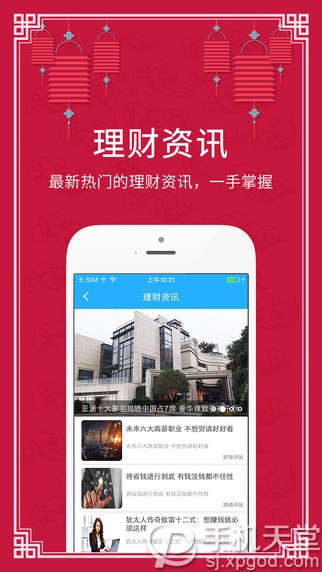 理财资讯
最新热门的理财资讯，一手掌握
无 SIM 卡
上午10:21
理财资讯
亚洲十大豪宅揭晓中国占7席 奢华雅致
未来六大高薪职业 不想穷请好好看
未来六大高薪职业 不想穷请好好看
27条评论
将省钱进行到底 有钱没钱都不任性
将省钱进行到底 有钱没钱都不任性
25条评论
犹太人传奇致富十二式：想赚钱就必须这样
犹太人传奇致富十二式：想赚
手机天堂
sj.xpgod.com